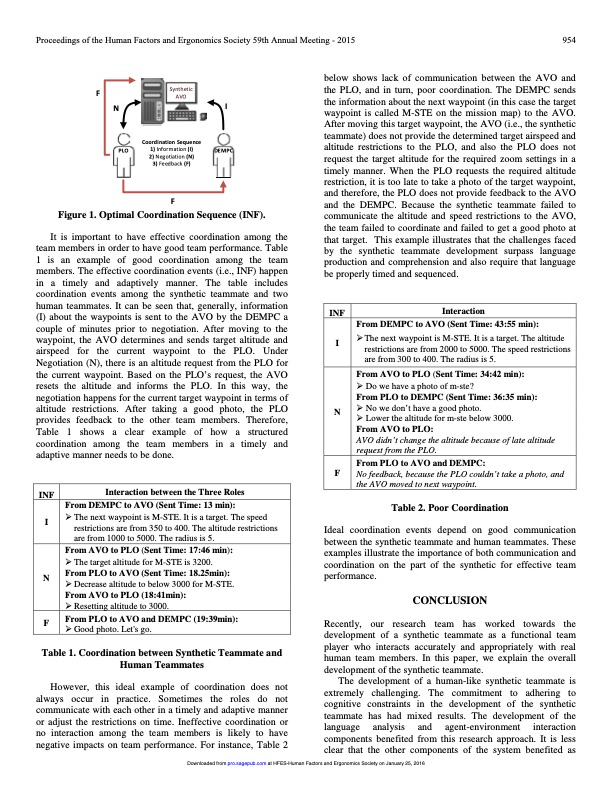 Proceedings of the Human Factors and Ergonomics Society 59th Annual Meeting - 2015
954
Synthetic
AVO
F
N
I
PLO
DEMPC
Coordination Sequence
1) Information (I)
2) Negotiation (N)
3) Feedback (F)
F
Figure 1. Optimal Coordination Sequence (INF).
It is important to have effective coordination among the
team members in order to have good team performance. Table
1 is an example of good coordination among the team
members. The effective coordination events (i.e., INF) happen
in a timely and adaptively manner. The table includes
coordination events among the synthetic teammate and two
human teammates. It can be seen that, generally, information
(I) about the waypoints is sent to the AVO by the DEMPC a
couple of minutes prior to negotiation. After moving to the
waypoint, the AVO determines and sends target altitude and
airspeed for the current waypoint to the PLO. Under
Negotiation (N), there is an altitude request from the PLO for
the current waypoint. Based on the PLO's request, the AVO
resets the altitude and informs the PLO. In this way, the
negotiation happens for the current target waypoint in terms of
altitude restrictions. After taking a good photo, the PLO
provides feedback to the other team members. Therefore,
Table 1 shows a clear example of how a structured
coordination among the team members in a timely and
adaptive manner needs to be done.
INF
Interaction between the Three Roles
I
From DEMPC to AVO (Sent Time: 13 min):
➤ The next waypoint is M-STE. It is a target. The speed
restrictions are from 350 to 400. The altitude restrictions
are from 1000 to 5000. The radius is 5.
N
From AVO to PLO (Sent Time: 17:46 min):
➤ The target altitude for M-STE is 3200.
From PLO to AVO (Sent Time: 18.25min):
➤ Decrease altitude to below 3000 for M-STE.
From AVO to PLO (18:41min):
➤ Resetting altitude to 3000.
F
From PLO to AVO and DEMPC (19:39min):
➤ Good photo. Let's go.
Table 1. Coordination between Synthetic Teammate and
Human Teammates
However, this ideal example of coordination does not
always occur in practice. Sometimes the roles do not
communicate with each other in a timely and adaptive manner
or adjust the restrictions on time. Ineffective coordination or
no interaction among the team members is likely to have
negative impacts on team performance. For instance, Table 2
below shows lack of communication between the AVO and
the PLO, and in turn, poor coordination. The DEMPC sends
the information about the next waypoint (in this case the target
waypoint is called M-STE on the mission map) to the AVO.
After moving this target waypoint, the AVO (i.e., the synthetic
teammate) does not provide the determined target airspeed and
altitude restrictions to the PLO, and also the PLO does not
request the target altitude for the required zoom settings in a
timely manner. When the PLO requests the required altitude
restriction, it is too late to take a photo of the target waypoint,
and therefore, the PLO does not provide feedback to the AVO
and the DEMPC. Because the synthetic teammate failed to
communicate the altitude and speed restrictions to the AVO,
the team failed to coordinate and failed to get a good photo at
that target. This example illustrates that the challenges faced
by the synthetic teammate development surpass language
production and comprehension and also require that language
be properly timed and sequenced.
INF
Interaction
I
From DEMPC to AVO (Sent Time: 43:55 min):
➤ The next waypoint is M-STE. It is a target. The altitude
restrictions are from 2000 to 5000. The speed restrictions
are from 300 to 400. The radius is 5.
N
From AVO to PLO (Sent Time: 34:42 min):
➤ Do we have a photo of m-ste?
From PLO to DEMPC (Sent Time: 36:35 min):
➤ No we don't have a good photo.
➤ Lower the altitude for m-ste below 3000.
From AVO to PLO:
AVO didn't change the altitude because of late altitude
request from the PLO.
F
From PLO to AVO and DEMPC:
No feedback, because the PLO couldn't take a photo, and
the AVO moved to next waypoint.
Table 2. Poor Coordination
Ideal coordination events depend on good communication
between the synthetic teammate and human teammates. These
examples illustrate the importance of both communication and
coordination on the part of the synthetic for effective team
performance.
CONCLUSION
Recently, our research team has worked towards the
development of a synthetic teammate as a functional team
player who interacts accurately and appropriately with real
human team members. In this paper, we explain the overall
development of the synthetic teammate.
The development of a human-like synthetic teammate is
extremely challenging. The commitment to adhering to
cognitive constraints in the development of the synthetic
teammate has had mixed results. The development of the
language analysis and agent-environment interaction
components benefited from this research approach. It is less
clear that the other components of the system benefited as
Downloaded from pro.sagepub.com at HFES-Human Factors and Ergonomics Society on January 25, 2016